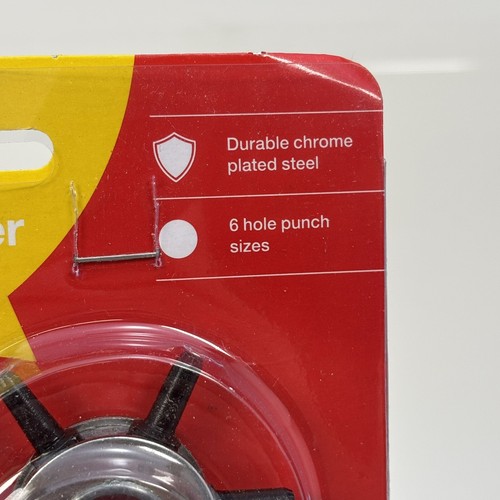 Durable chrome
plated steel
er
6 hole punch
sizes